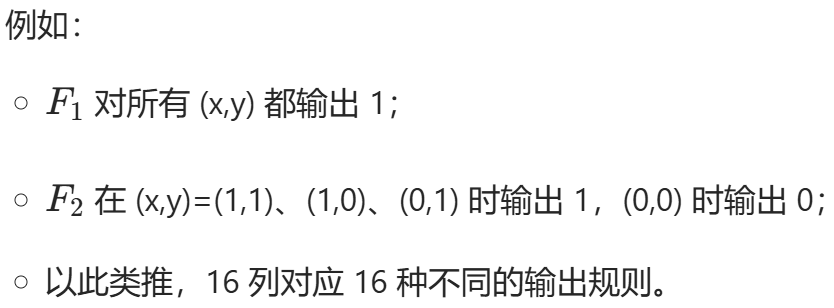 例如：
○ F₁ 对所有 (x,y) 都输出 1；
○ F₂ 在 (x,y)=(1,1)、(1,0)、(0,1) 时输出 1，(0,0) 时输出 0；
○ 以此类推，16 列对应 16 种不同的输出规则。